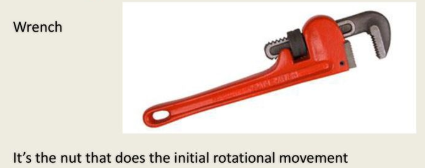 Wrench
It's the nut that does the initial rotational movement